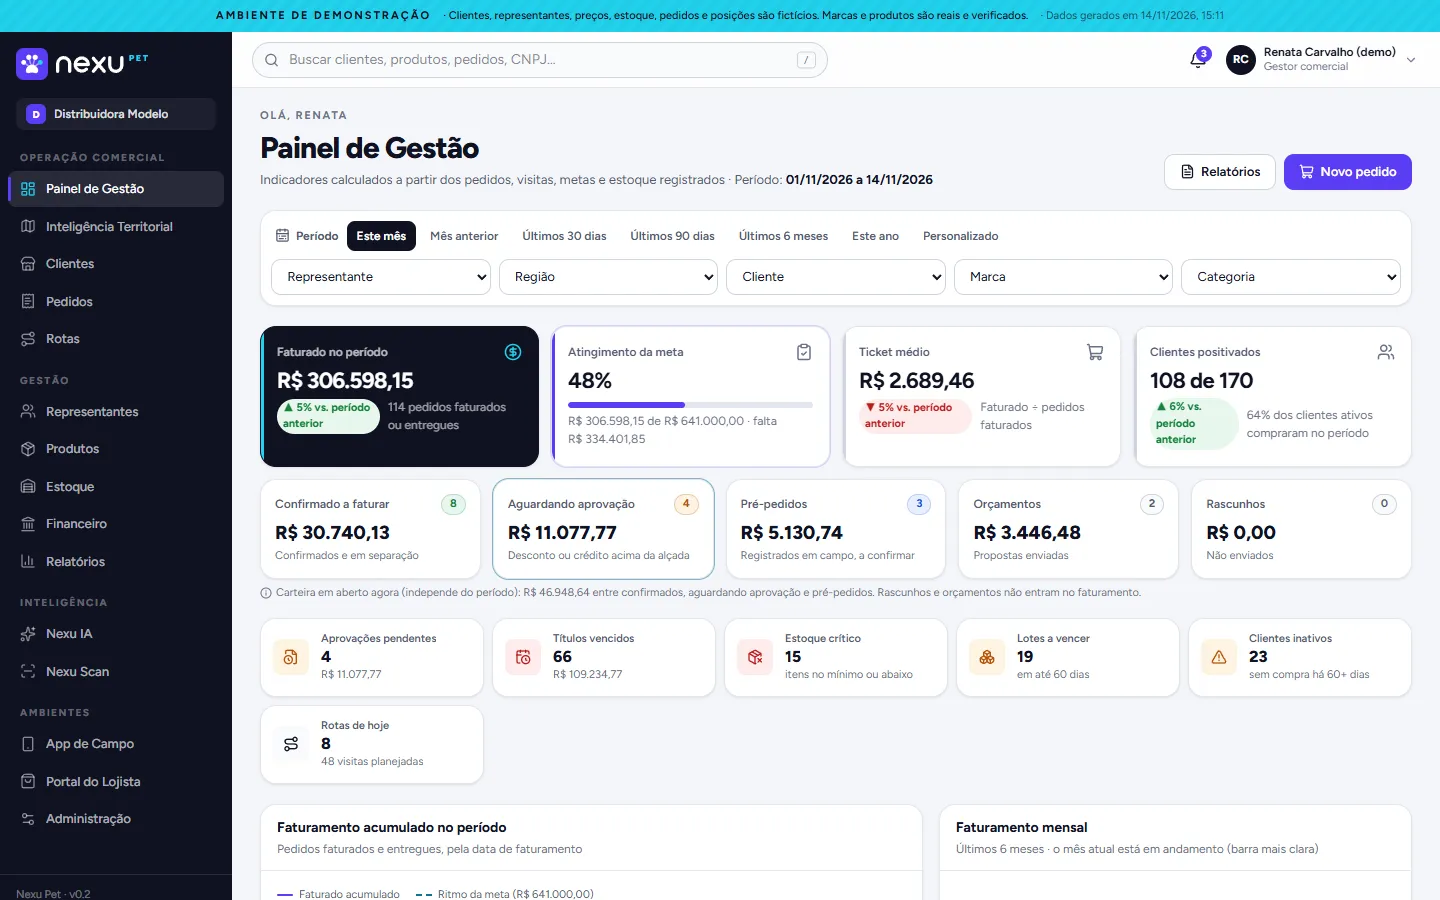 AMBIENTE DE DEMONSTRAÇÃO · Clientes, representantes, preços, estoque, pedidos e posições são fictícios. Marcas e produtos são reais e verificados. · Dados gerados em 14/11/2026, 15:11
nexu PET
D Distribuidora Modelo
OPERAÇÃO COMERCIAL
Painel de Gestão
Inteligência Territorial
Clientes
Pedidos
Rotas
GESTÃO
Representantes
Produtos
Estoque
Financeiro
Relatórios
INTELIGÊNCIA
Nexu IA
Nexu Scan
AMBIENTES
App de Campo
Portal do Lojista
Administração
Nexu Pet · v0.2
Buscar clientes, produtos, pedidos, CNPJ... /
3
RC
Renata Carvalho (demo)
Gestor comercial
OLÁ, RENATA
Painel de Gestão
Indicadores calculados a partir dos pedidos, visitas, metas e estoque registrados · Período: 01/11/2026 a 14/11/2026
Relatórios
Novo pedido
Período Este mês Mês anterior Últimos 30 dias Últimos 90 dias Últimos 6 meses Este ano Personalizado
Representante Região Cliente Marca Categoria
Faturado no período
R$ 306.598,15
▲ 5% vs. período anterior
114 pedidos faturados ou entregues
Atingimento da meta
48%
R$ 306.598,15 de R$ 641.000,00 · falta
R$ 334.401,85
Ticket médio
R$ 2.689,46
▼ 5% vs. período anterior
Faturado ÷ pedidos faturados
Clientes positivados
108 de 170
▲ 6% vs. período anterior
64% dos clientes ativos compraram no período
Confirmado a faturar 8
R$ 30.740,13
Confirmados e em separação
Aguardando aprovação 4
R$ 11.077,77
Desconto ou crédito acima da alçada
Pré-pedidos 3
R$ 5.130,74
Registrados em campo, a confirmar
Orçamentos 2
R$ 3.446,48
Propostas enviadas
Rascunhos 0
R$ 0,00
Não enviados
Carteira em aberto agora (independe do período): R$ 46.948,64 entre confirmados, aguardando aprovação e pré-pedidos. Rascunhos e orçamentos não entram no faturamento.
Aprovações pendentes
4
R$ 11.077,77
Títulos vencidos
66
R$ 109.234,77
Estoque crítico
15
itens no mínimo ou abaixo
Lotes a vencer
19
em até 60 dias
Clientes inativos
23
sem compra há 60+ dias
Rotas de hoje
8
48 visitas planejadas
Faturamento acumulado no período
Pedidos faturados e entregues, pela data de faturamento
Faturado acumulado Ritmo da meta (R$ 641.000,00)
Faturamento mensal
Últimos 6 meses · o mês atual está em andamento (barra mais clara)